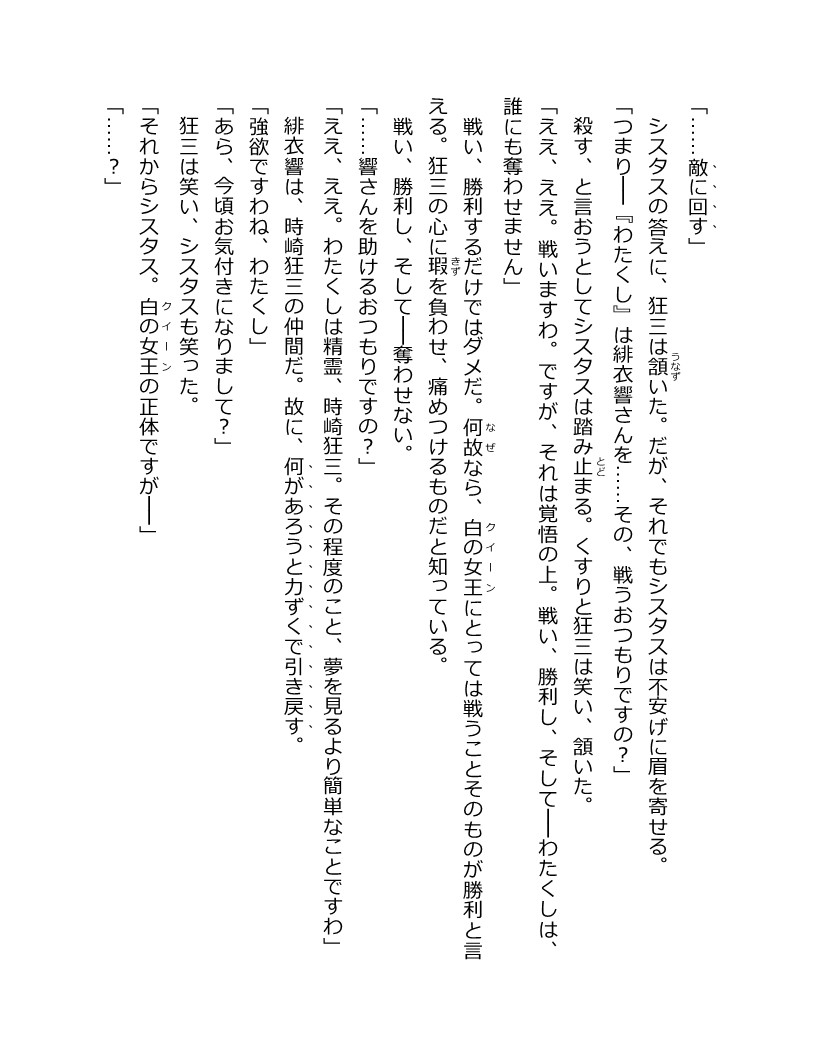 「……敵に回す」
シスタスの答えに、狂三は頷いた。だが、それでもシスタスは不安げに眉を寄せる。
「つまり――『わたくし』は緋衣響さんを……その、戦うおつもりですの？」
殺す、と言おうとしてシスタスは踏み止まる。くすりと狂三は笑い、頷いた。
「ええ、ええ。戦いますわ。ですが、それは覚悟の上。戦い、勝利し、そして――わたくしは、
誰にも奪わせません」
戦い、勝利するだけではダメだ。何故なら、白の女王にとっては戦うことそのものが勝利と言
える。狂三の心に瑕を負わせ、痛めつけるものだと知っている。
戦い、勝利し、そして――奪わせない。
「……響さんを助けるおつもりですの？」
「ええ、ええ。わたくしは精霊、時崎狂三。その程度のこと、夢を見るより簡単なことですわ」
緋衣響は、時崎狂三の仲間だ。故に、何があろうと力ずくで引き戻す。
「強欲ですわね、わたくし」
「あら、今頃お気付きになりまして？」
狂三は笑い、シスタスも笑った。
「それからシスタス。白の女王の正体ですが――」
「……？」